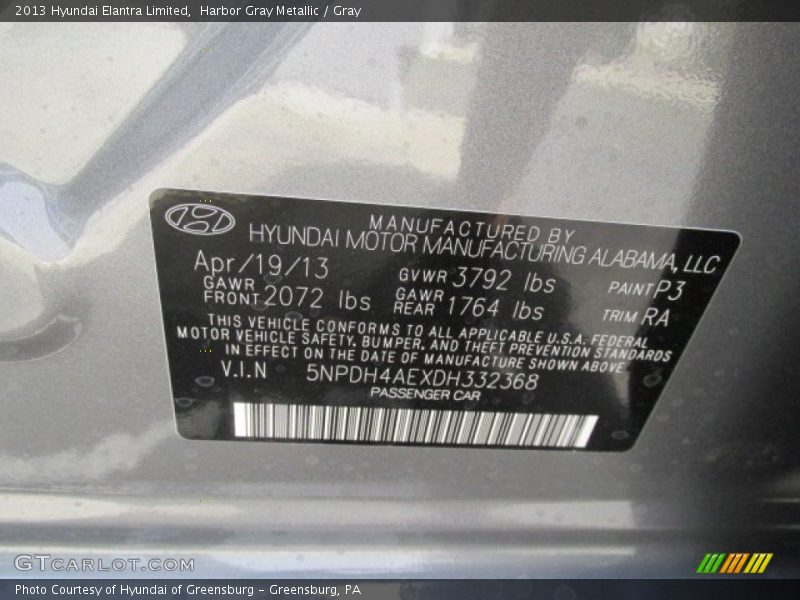 2013 Hyundai Elantra Limited, Harbor Gray Metallic / Gray
MANUFACTURED BY
HYUNDAI MOTOR MANUFACTURING ALABAMA, LLC
Apr/19/13 GVWR 3792 lbs PAINT P3
GAWR FRONT 2072 lbs GAWR REAR 1764 lbs TRIM RA
THIS VEHICLE CONFORMS TO ALL APPLICABLE U.S.A. FEDERAL
MOTOR VEHICLE SAFETY, BUMPER, AND THEFT PREVENTION STANDARDS
IN EFFECT ON THE DATE OF MANUFACTURE SHOWN ABOVE
V.I.N 5NPDH4AEXDH332368
PASSENGER CAR
GTCARLOT.COM
Photo Courtesy of Hyundai of Greensburg - Greensburg, PA